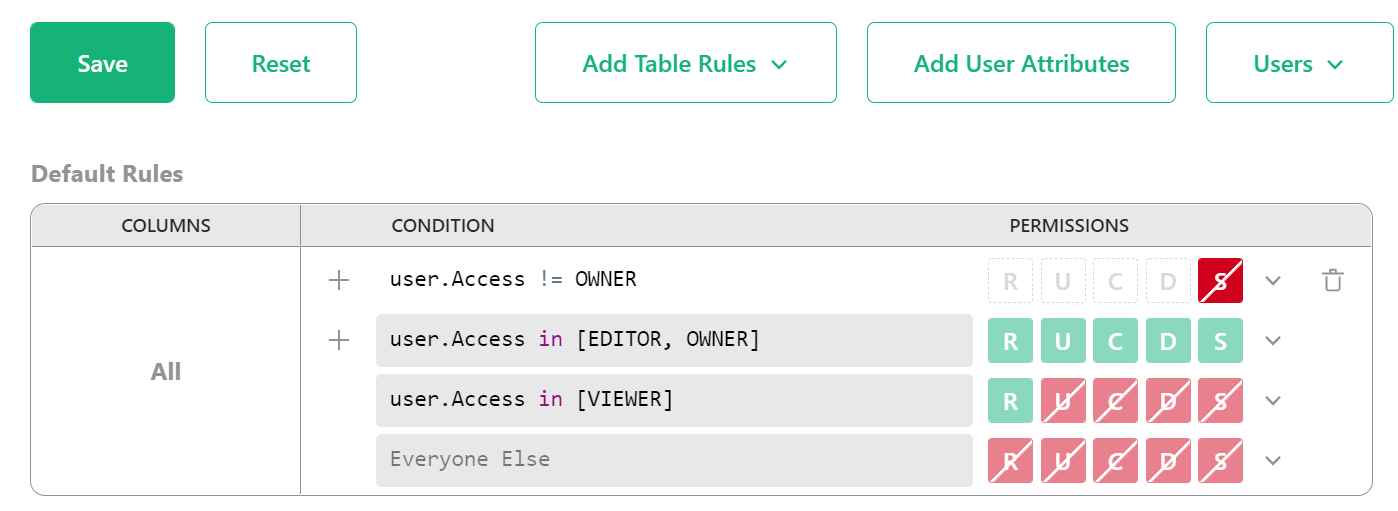 Save Reset Add Table Rules Add User Attributes Users
Default Rules
COLUMNS CONDITION PERMISSIONS
user.Access != OWNER R U C D S
user.Access in [EDITOR, OWNER] R U C D S
All
user.Access in [VIEWER] R U C D S
Everyone Else R U C D S